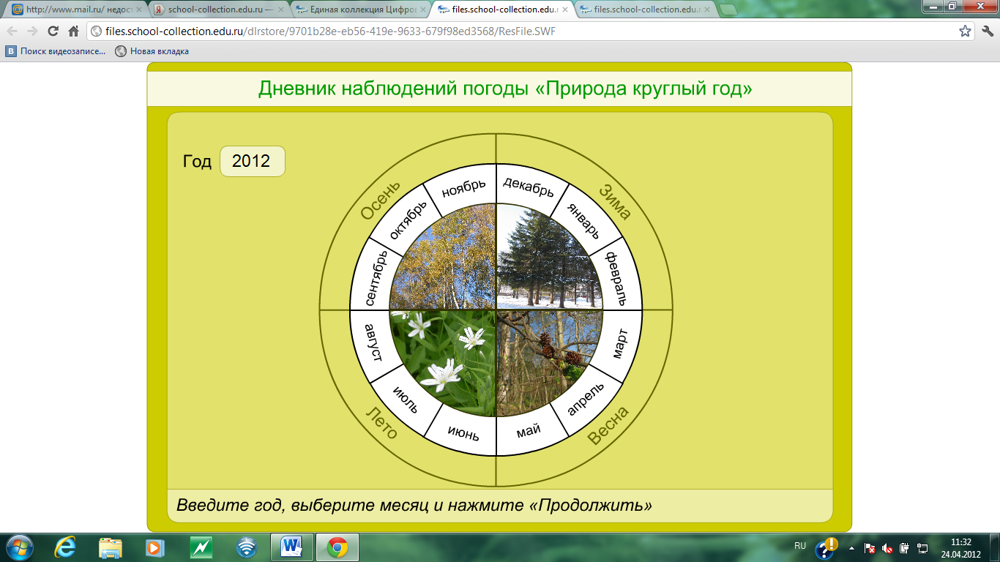 http://www.mail.ru/ недост
school-collection.edu.ru —
Единая коллекция Цифров
files.school-collection.edu.r
files.school-collection.edu.r
files.school-collection.edu.ru/dlrstore/9701b28e-eb56-419e-9633-679f98ed3568/ResFile.SWF
Поиск видеозаписе...
Новая вкладка
Дневник наблюдений погоды «Природа круглый год»
Год 2012
Осень
Зима
ноябрь
декабрь
октябрь
январь
сентябрь
февраль
август
март
июль
апрель
июнь
май
Лето
Весна
Введите год, выберите месяц и нажмите «Продолжить»
RU
11:32
24.04.2012